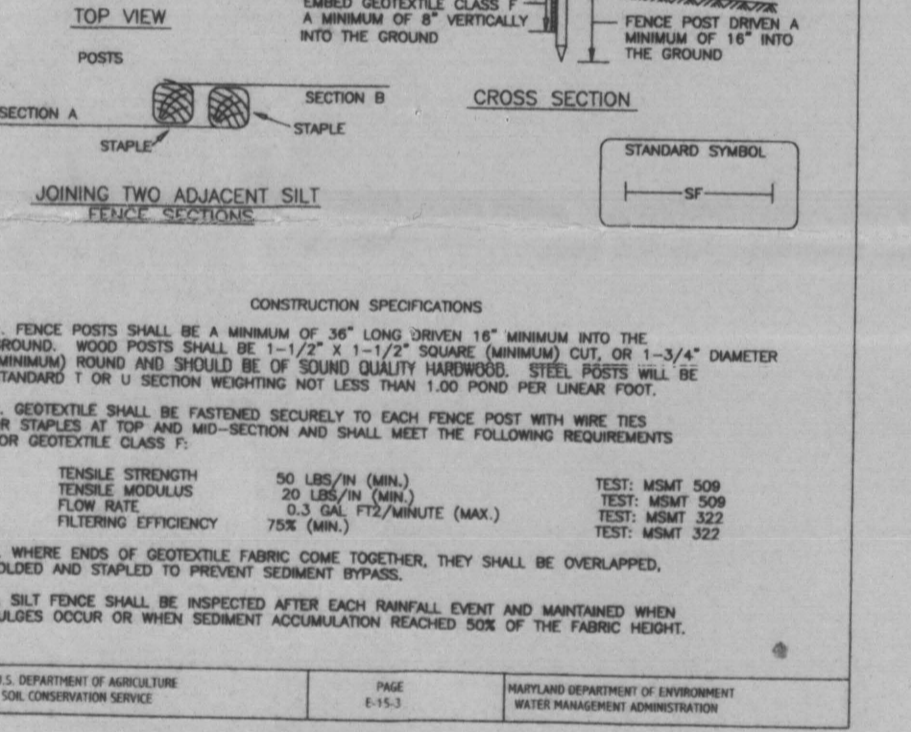 TOP VIEW
POSTS
EMBED GEOTEXTILE CLASS F
A MINIMUM OF 8" VERTICALLY
INTO THE GROUND
FENCE POST DRIVEN A
MINIMUM OF 16" INTO
THE GROUND
SECTION A
SECTION B
STAPLE
STAPLE
CROSS SECTION
JOINING TWO ADJACENT SILT
FENCE SECTIONS
STANDARD SYMBOL
SF
CONSTRUCTION SPECIFICATIONS
. FENCE POSTS SHALL BE A MINIMUM OF 36" LONG DRIVEN 16" MINIMUM INTO THE
ROUND. WOOD POSTS SHALL BE 1-1/2" X 1-1/2" SQUARE (MINIMUM) CUT, OR 1-3/4" DIAMETER
MINIMUM) ROUND AND SHOULD BE OF SOUND QUALITY HARDWOOD. STEEL POSTS WILL BE
TANDARD T OR U SECTION WEIGHTING NOT LESS THAN 1.00 POND PER LINEAR FOOT.
. GEOTEXTILE SHALL BE FASTENED SECURELY TO EACH FENCE POST WITH WIRE TIES
R STAPLES AT TOP AND MID-SECTION AND SHALL MEET THE FOLLOWING REQUIREMENTS
OR GEOTEXTILE CLASS F:
TENSILE STRENGTH 50 LBS/IN (MIN.) TEST: MSMT 509
TENSILE MODULUS 20 LBS/IN (MIN.) TEST: MSMT 509
FLOW RATE 0.3 GAL FT2/MINUTE (MAX.) TEST: MSMT 322
FILTERING EFFICIENCY 75% (MIN.) TEST: MSMT 322
. WHERE ENDS OF GEOTEXTILE FABRIC COME TOGETHER, THEY SHALL BE OVERLAPPED,
OLDED AND STAPLED TO PREVENT SEDIMENT BYPASS.
SILT FENCE SHALL BE INSPECTED AFTER EACH RAINFALL EVENT AND MAINTAINED WHEN
ULGES OCCUR OR WHEN SEDIMENT ACCUMULATION REACHED 50% OF THE FABRIC HEIGHT.
U.S. DEPARTMENT OF AGRICULTURE
SOIL CONSERVATION SERVICE
PAGE
E-15-3
MARYLAND DEPARTMENT OF ENVIRONMENT
WATER MANAGEMENT ADMINISTRATION